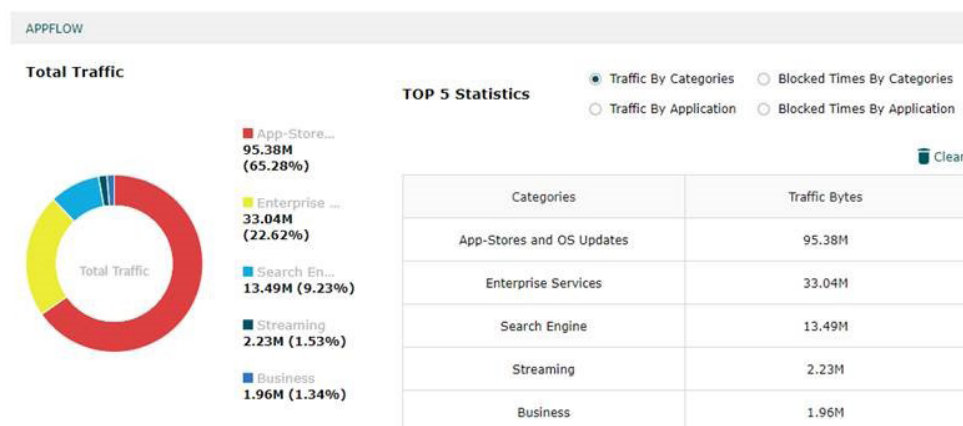 APPFLOW
Total Traffic
TOP 5 Statistics
Traffic By Categories
Blocked Times By Categories
Traffic By Application
Blocked Times By Application
Clear
App-Store...
95.38M
(65.28%)
Enterprise ...
33.04M
(22.62%)
Search En...
13.49M (9.23%)
Streaming
2.23M (1.53%)
Business
1.96M (1.34%)
Total Traffic
Categories Traffic Bytes
App-Stores and OS Updates 95.38M
Enterprise Services 33.04M
Search Engine 13.49M
Streaming 2.23M
Business 1.96M